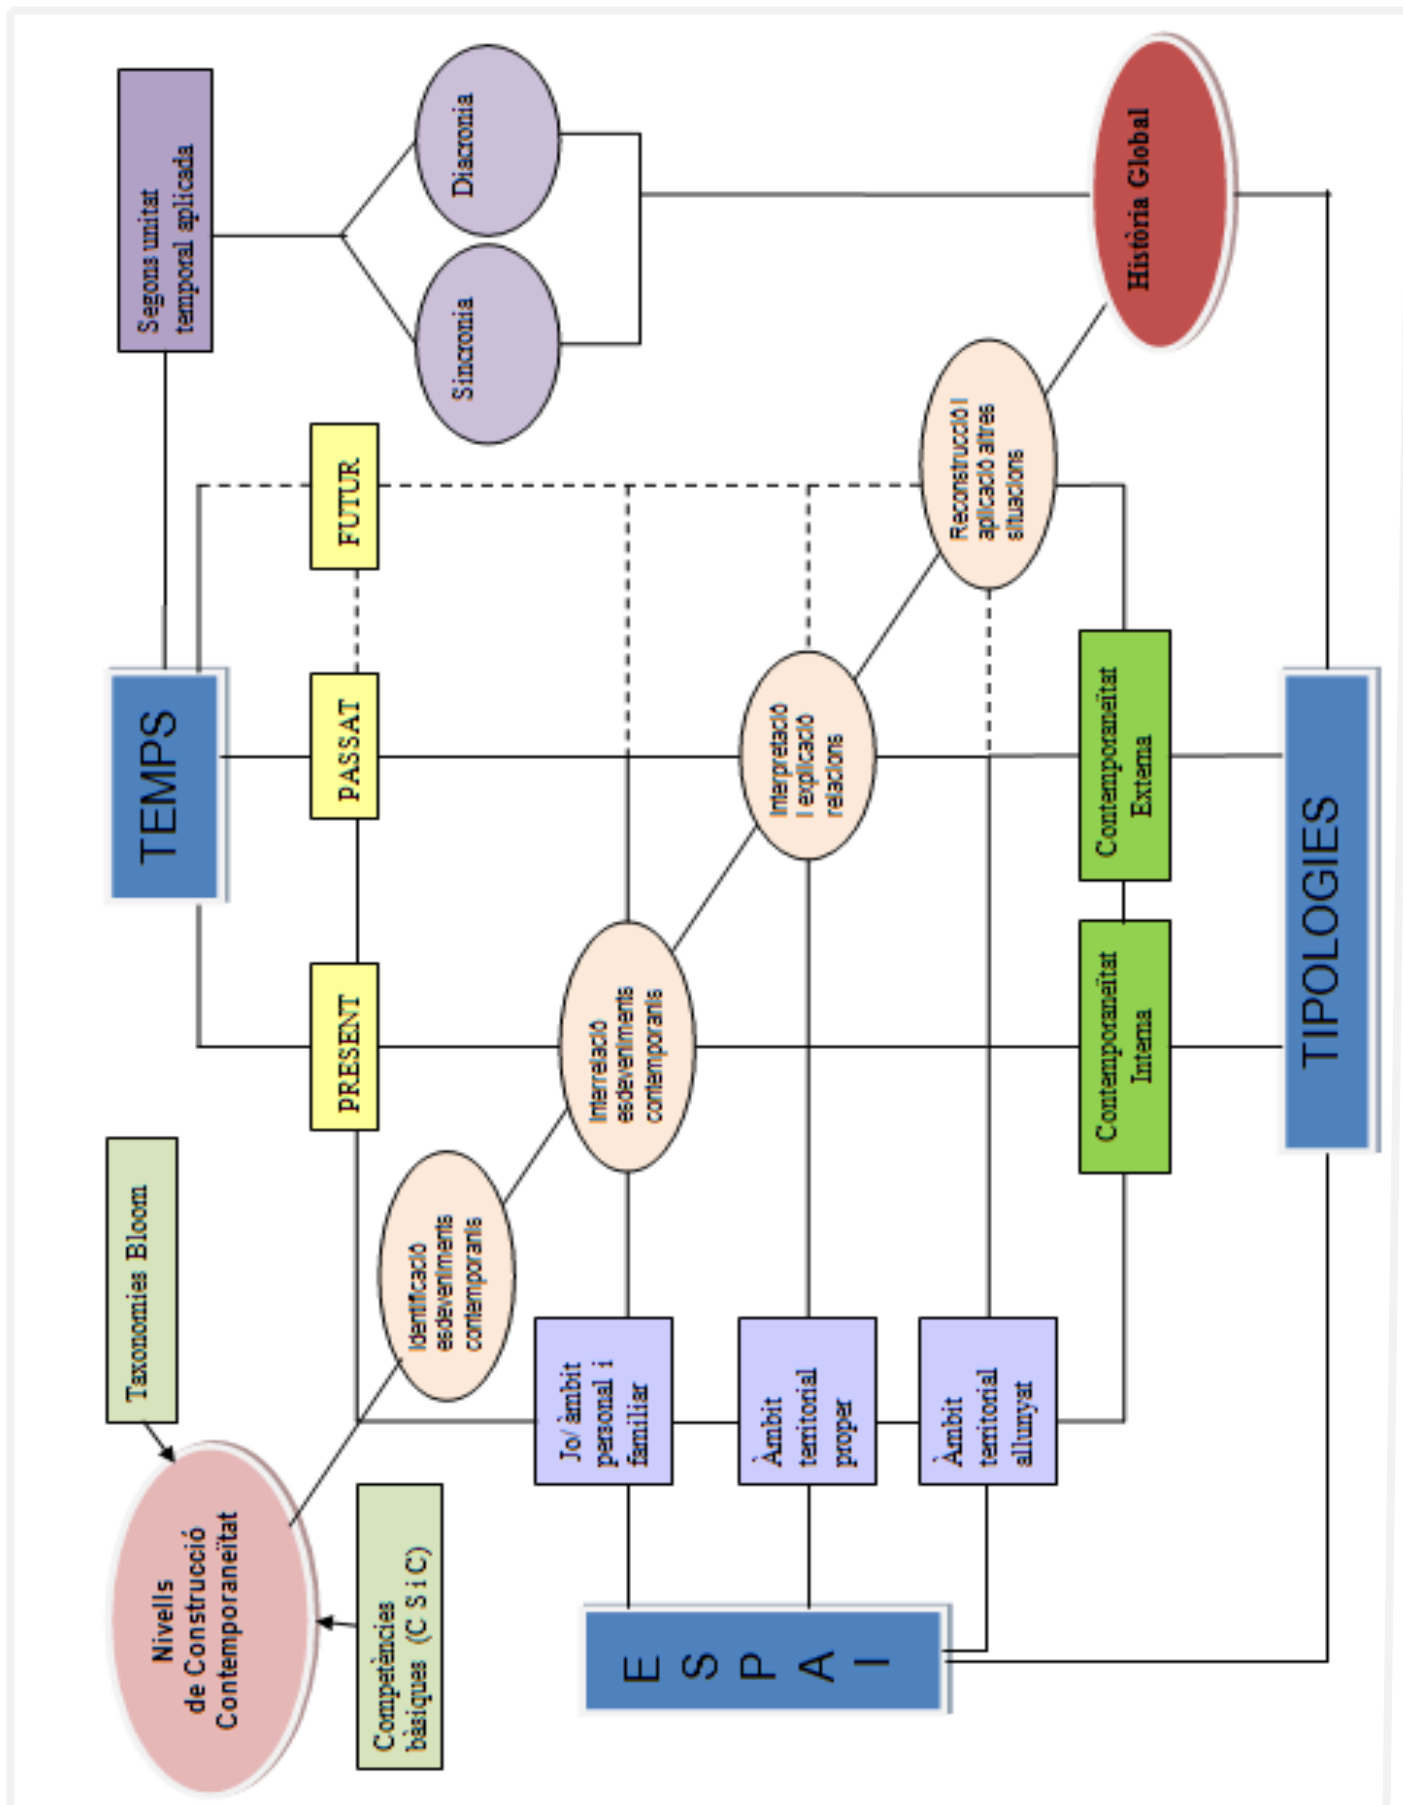 Nivells
de Construcció
Contemporaneïtat
Taxonomies Bloom
Competències
bàsiques (C S i C)
TEMPS
Segons unitat
temporal aplicada
PRESENT
PASSAT
FUTUR
Sincronia
Diacronia
Identificació
esdeveniments
contemporanis
Interrelació
esdeveniments
contemporanis
Interpretació
i explicació
relacions
Reconstrucció i
aplicació altres
situacions
Història Global
E
S
P
A
I
Jo/ àmbit
personal i
familiar
Àmbit
territorial
proper
Àmbit
territorial
allunyat
Contemporaneïtat
Interna
Contemporaneïtat
Externa
TIPOLOGIES